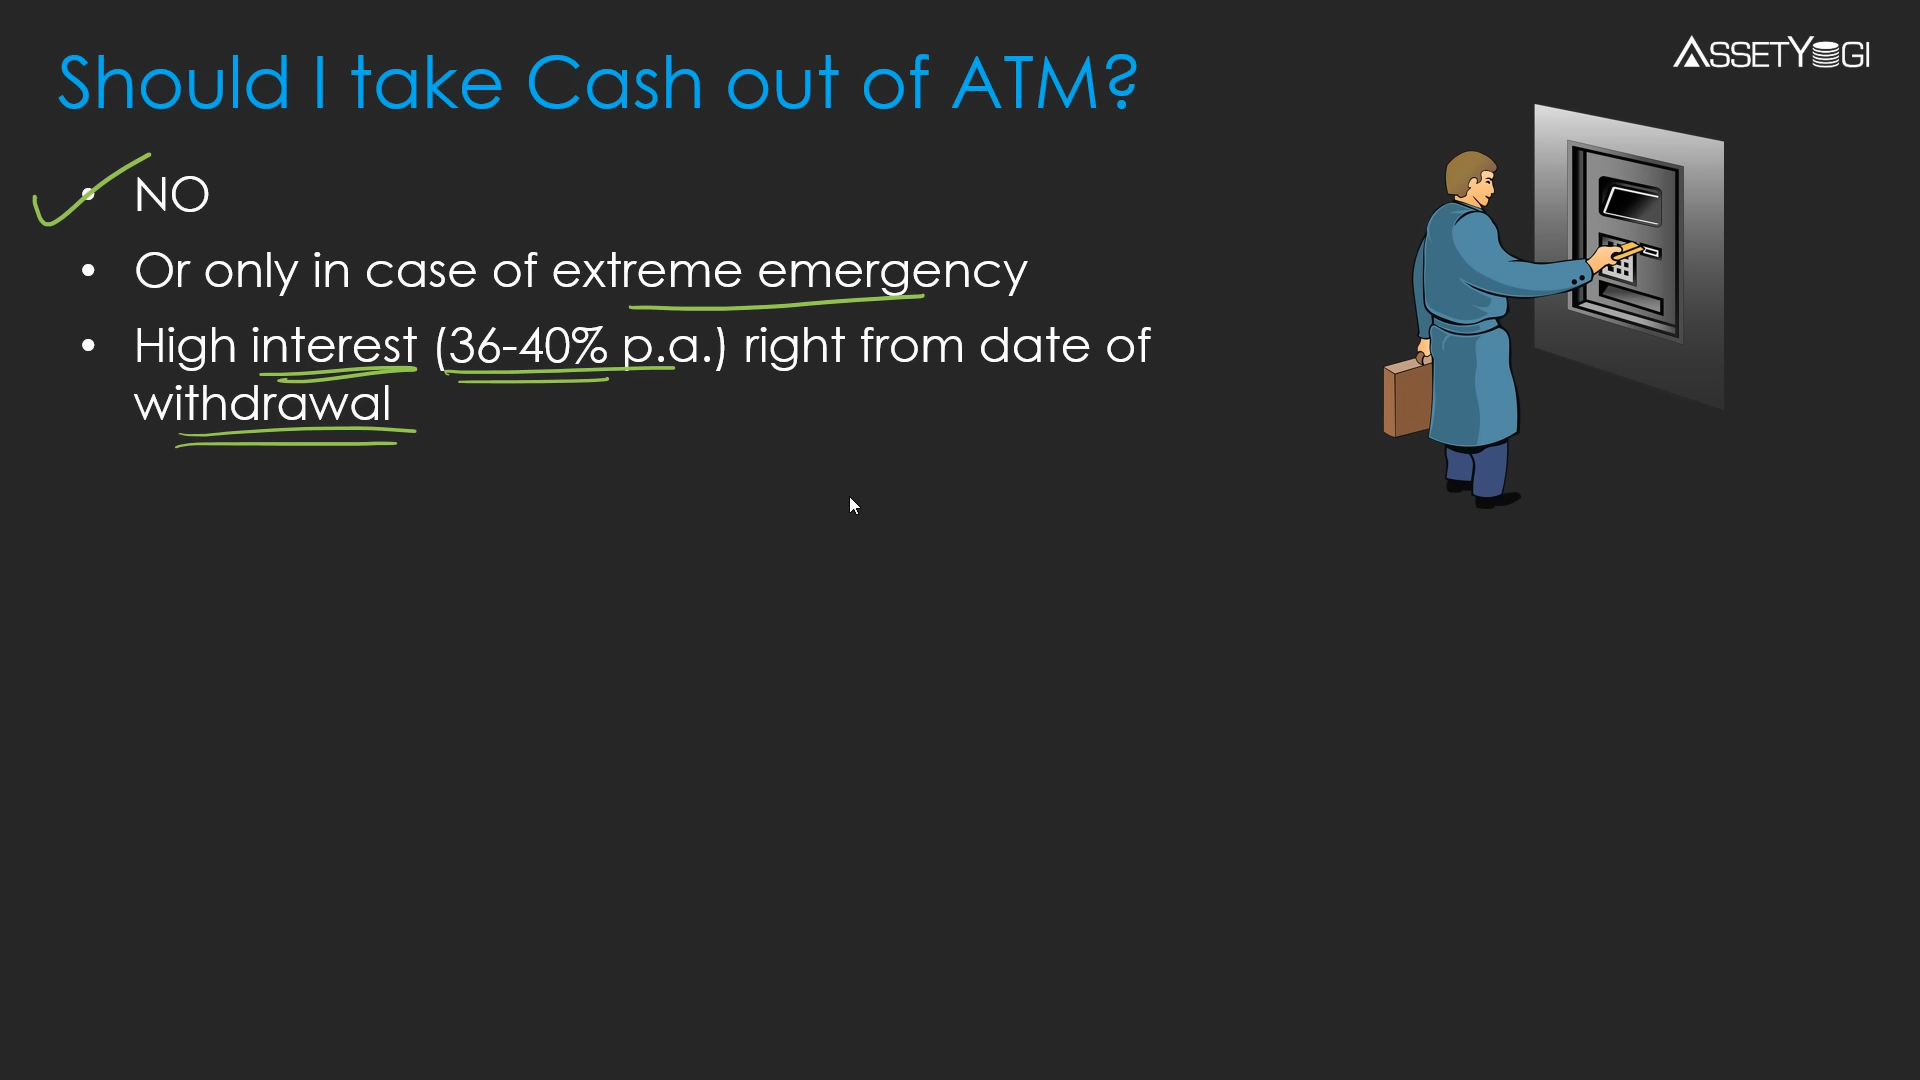 Should I take Cash out of ATM?
ASSETYOGI
• NO
• Or only in case of extreme emergency
• High interest (36-40% p.a.) right from date of
withdrawal